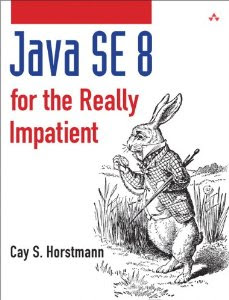 Java SE 8
for the Really
Impatient
Cay S. Horstmann